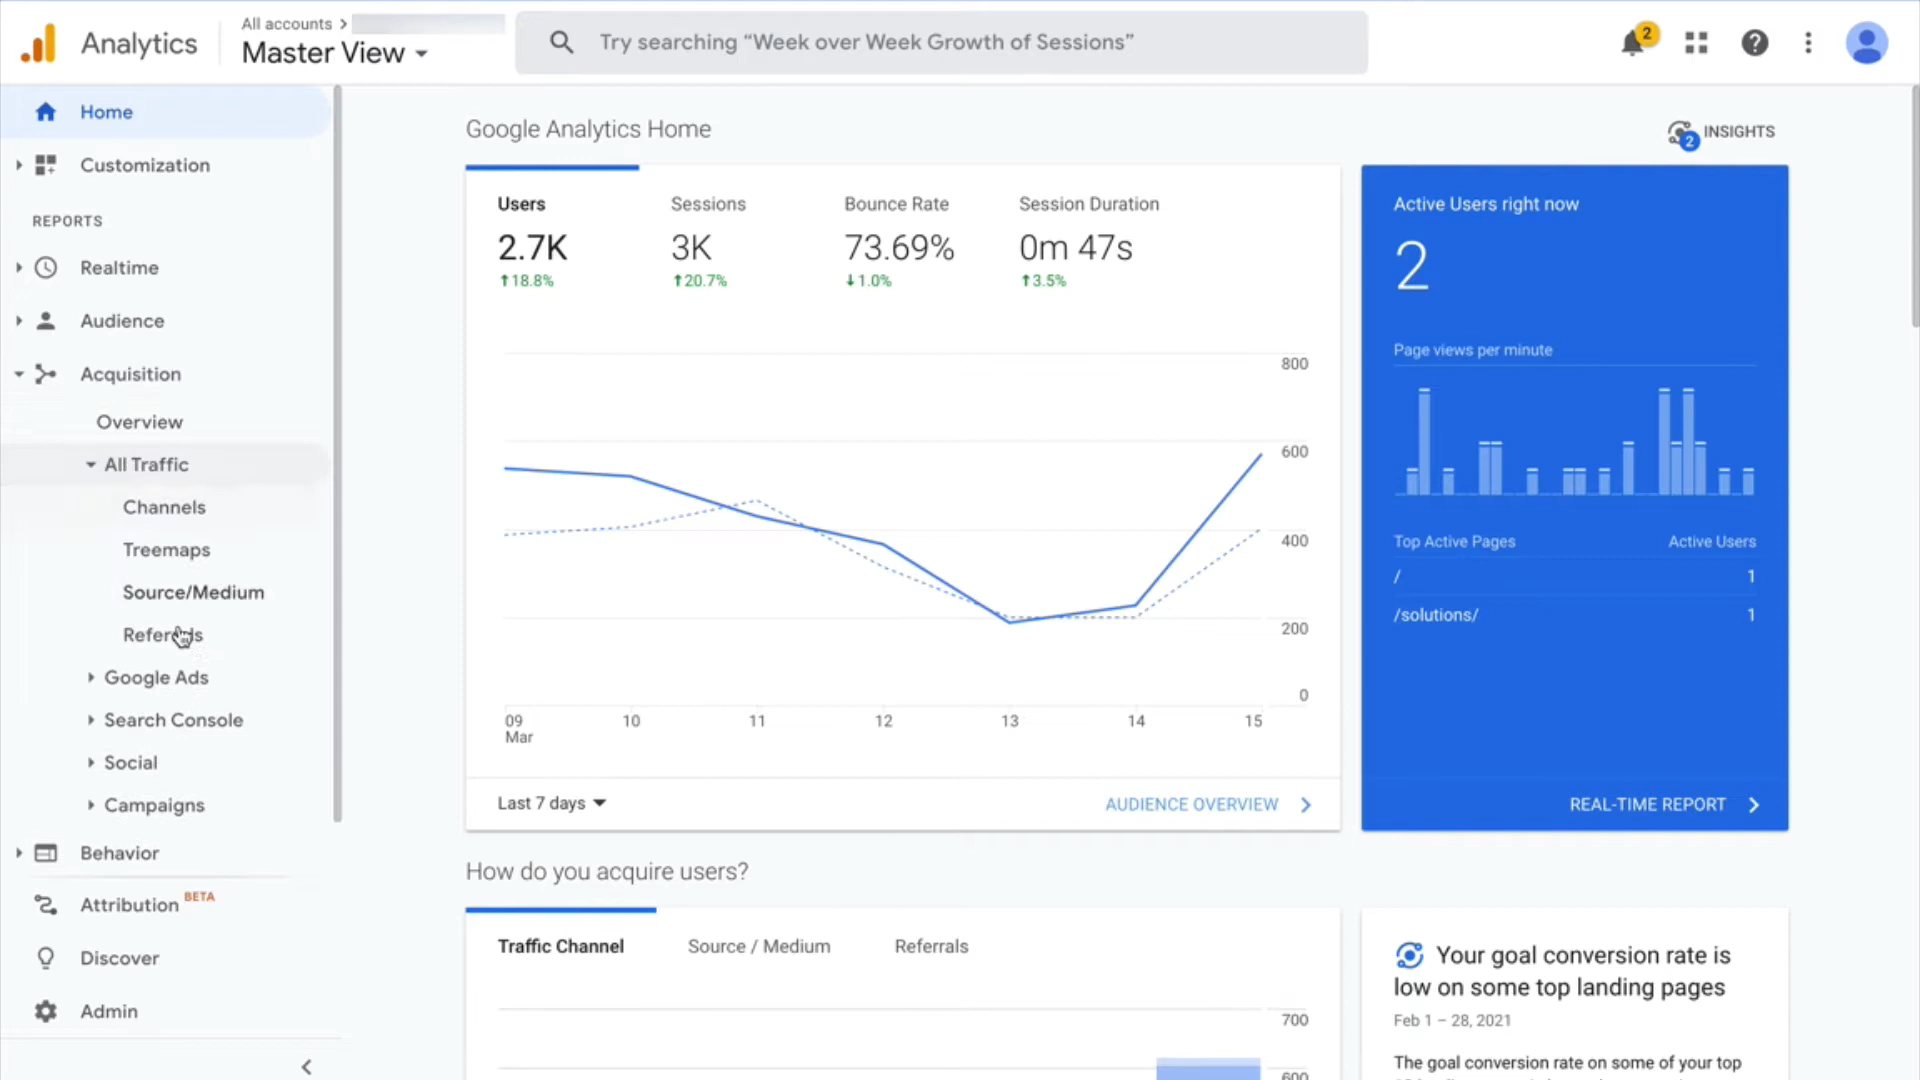 Analytics
All accounts >
Master View
Try searching “Week over Week Growth of Sessions”
2
Home
Customization
REPORTS
Realtime
Audience
Acquisition
Overview
All Traffic
Channels
Treemaps
Source/Medium
Referrals
Google Ads
Search Console
Social
Campaigns
Behavior
Attribution BETA
Discover
Admin
Google Analytics Home
2 INSIGHTS
Users Sessions Bounce Rate Session Duration
2.7K 3K 73.69% 0m 47s
18.8% 20.7% 1.0% 3.5%
800
600
400
200
0
09 10 11 12 13 14 15
Mar
Last 7 days AUDIENCE OVERVIEW
Active Users right now
2
Page views per minute
Top Active Pages Active Users
/ 1
/solutions/ 1
REAL-TIME REPORT
How do you acquire users?
Traffic Channel Source / Medium Referrals
700
600
Your goal conversion rate is
low on some top landing pages
Feb 1 – 28, 2021
The goal conversion rate on some of your top